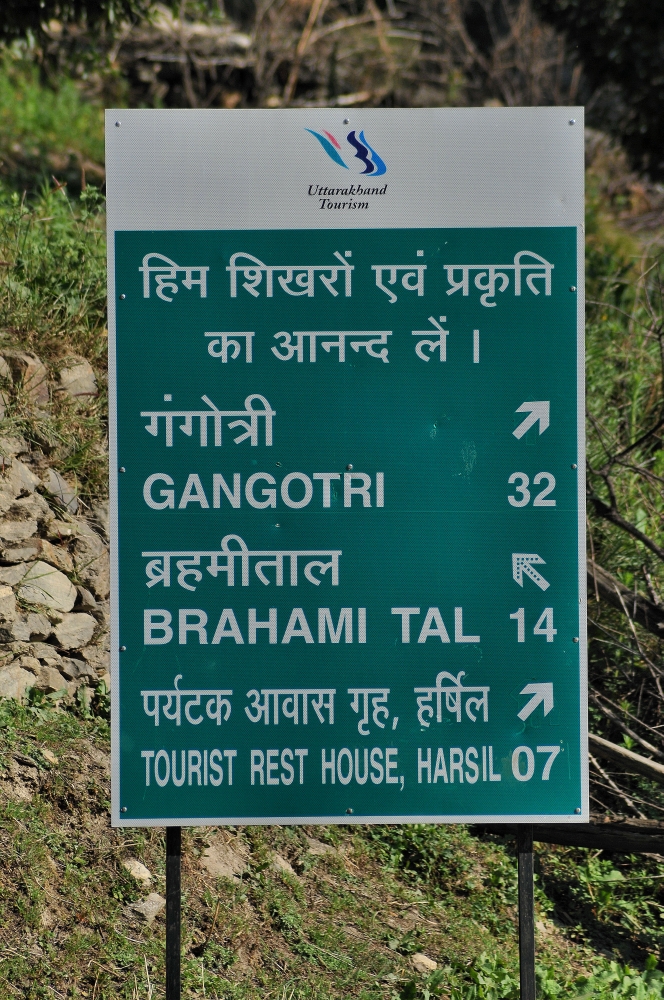 Uttarakhand
Tourism
हिम शिखरों एवं प्रकृति
का आनन्द लें ।
गंगोत्री
GANGOTRI 32
ब्रहमीताल
BRAHAMI TAL 14
पर्यटक आवास गृह, हर्षिल
TOURIST REST HOUSE, HARSIL 07